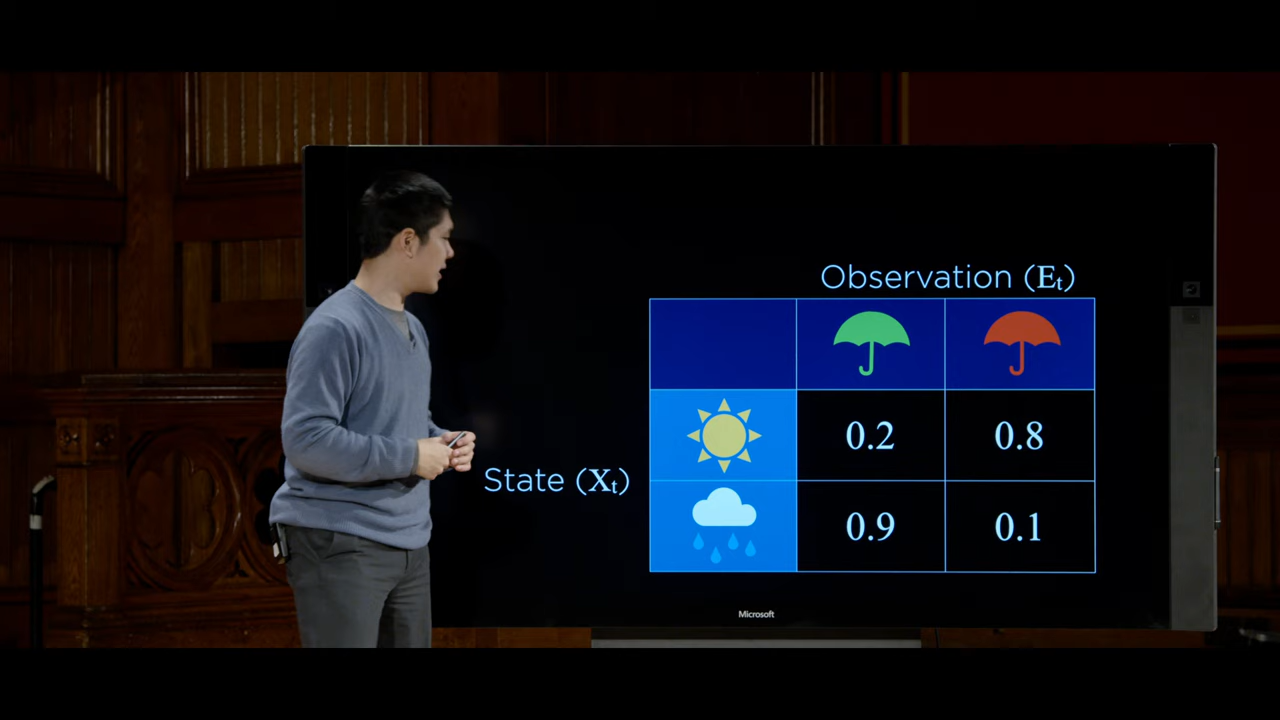 Observation (Eₜ)
0.2 0.8
State (Xₜ)
0.9 0.1
Microsoft